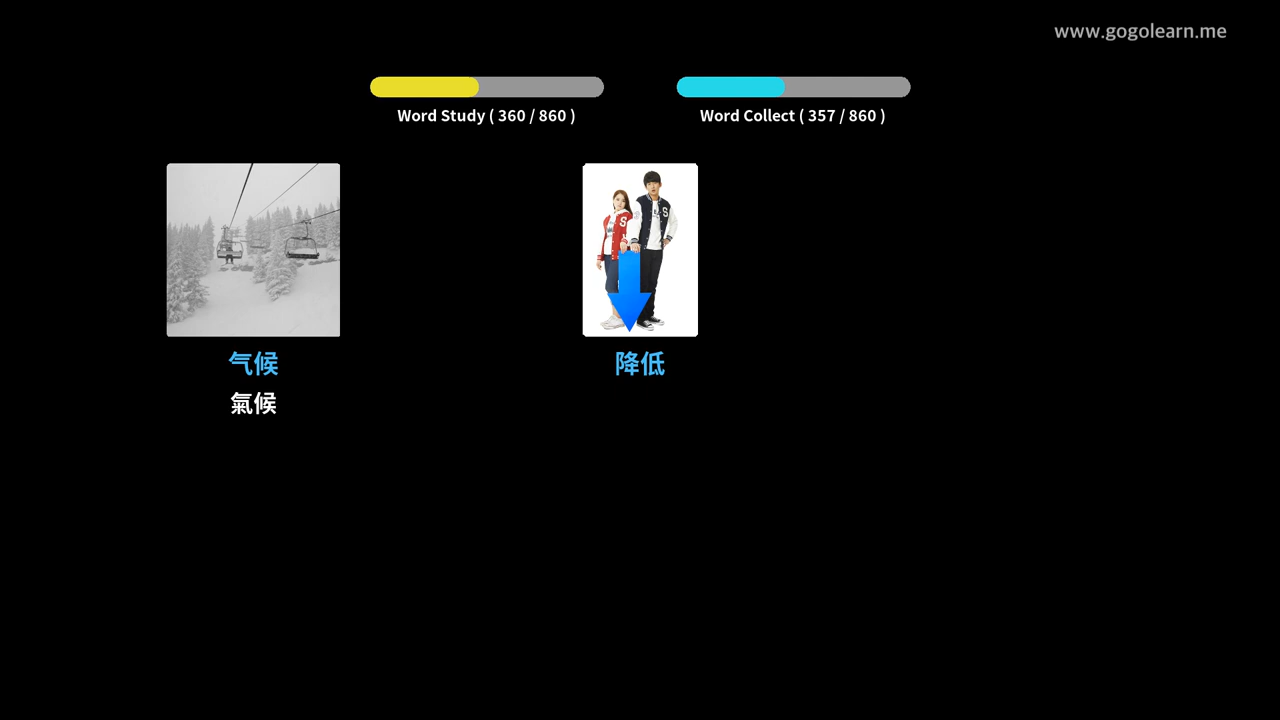 www.gogolearn.me
Word Study ( 360 / 860 )
Word Collect ( 357 / 860 )
S
S
气候
氣候
降低